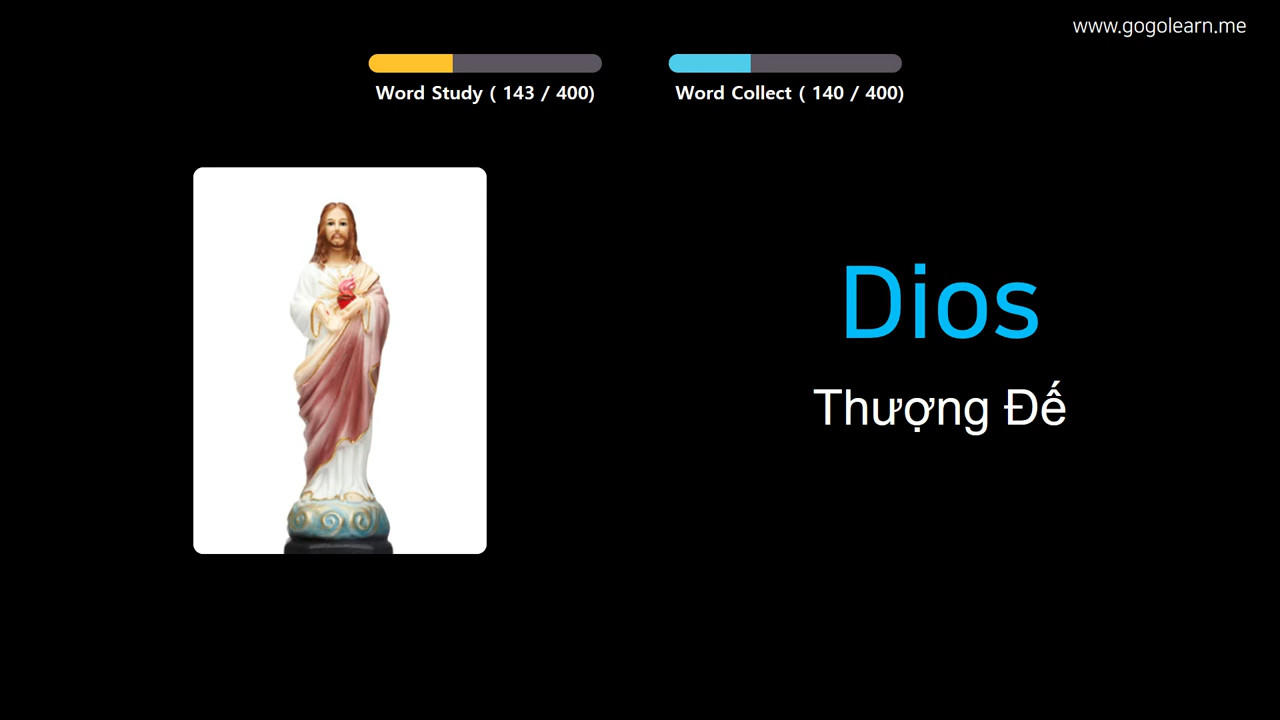 www.gogolearn.me
Word Study ( 143 / 400)
Word Collect ( 140 / 400)
Dios
Thượng Đế